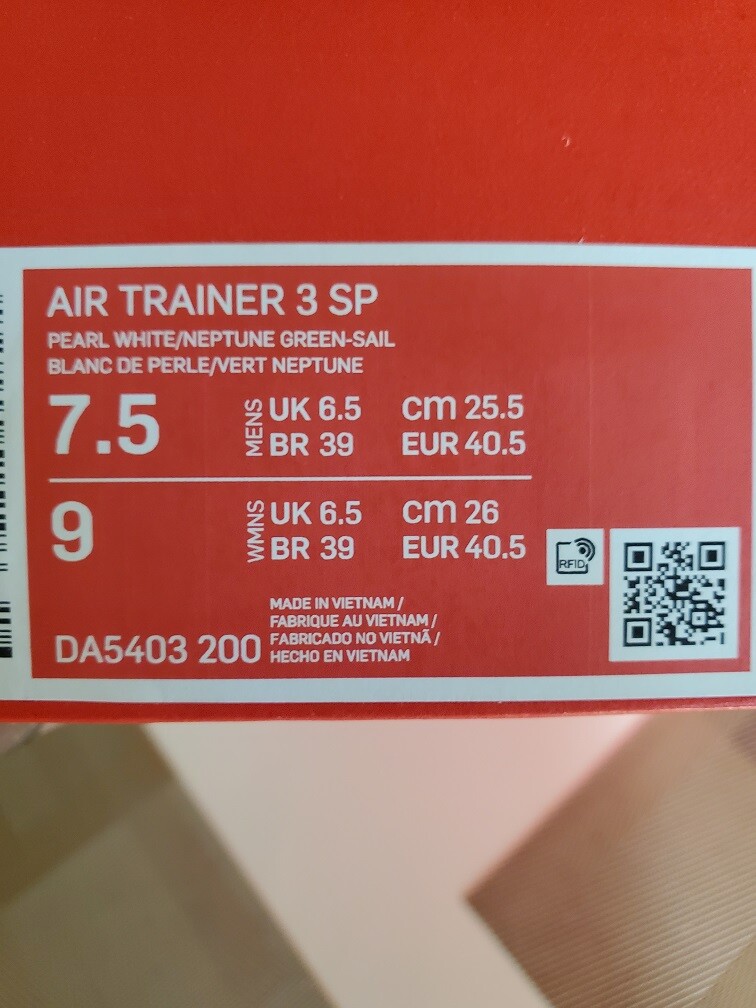 AIR TRAINER 3 SP
PEARL WHITE/NEPTUNE GREEN-SAIL
BLANC DE PERLE/VERT NEPTUNE
7.5
MENS
UK 6.5 cm 25.5
BR 39 EUR 40.5
9
WMNS
UK 6.5 cm 26
BR 39 EUR 40.5
RFID
MADE IN VIETNAM /
FABRIQUE AU VIETNAM /
FABRICADO NO VIETNÃ /
HECHO EN VIETNAM
DA5403 200